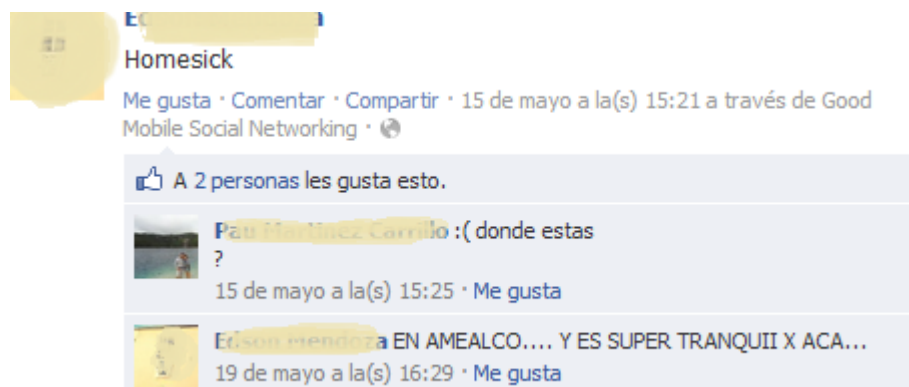 Homesick
Me gusta · Comentar · Compartir · 15 de mayo a la(s) 15:21 a través de Good
Mobile Social Networking ·
A 2 personas les gusta esto.
:( donde estas
?
15 de mayo a la(s) 15:25 · Me gusta
EN AMEALCO.... Y ES SUPER TRANQUII X ACA...
19 de mayo a la(s) 16:29 · Me gusta